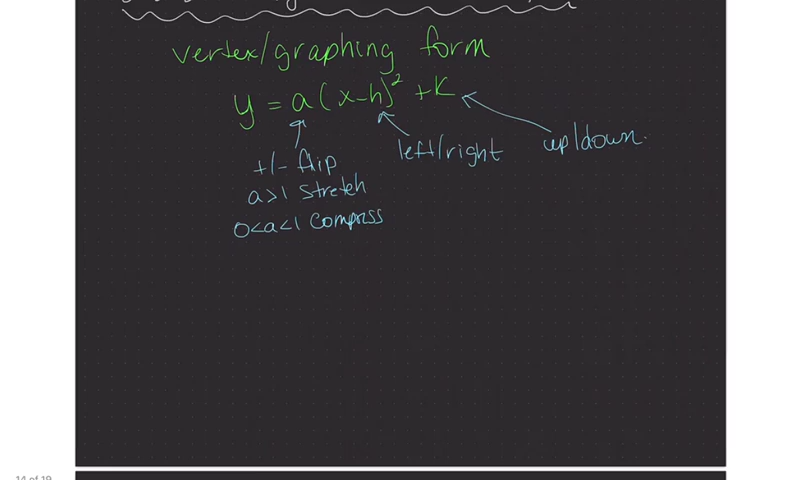 vertex/graphing form
y = a(x-h)² + k
+/- flip
left/right
up/down.
a>1 stretch
0<a<1 compress
14 of 19